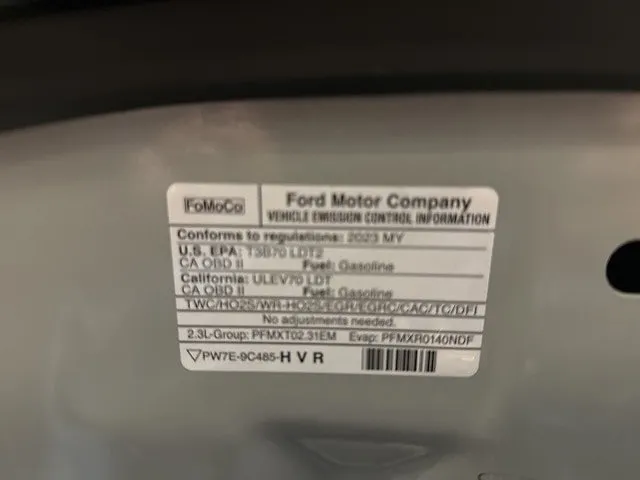 FoMoCo
Ford Motor Company
VEHICLE EMISSION CONTROL INFORMATION
Conforms to regulations: 2023 MY
U.S. EPA: T3B70 LDT2
CA OBD II Fuel: Gasoline
California: ULEV70 LDT
CA OBD II Fuel: Gasoline
TWC/HO2S/WR-HO2S/EGR/EGRC/CAC/TC/DFI
No adjustments needed.
2.3L-Group: PFMXT02.31EM Evap: PFMXR0140NDF
PW7E-9C485-H V R